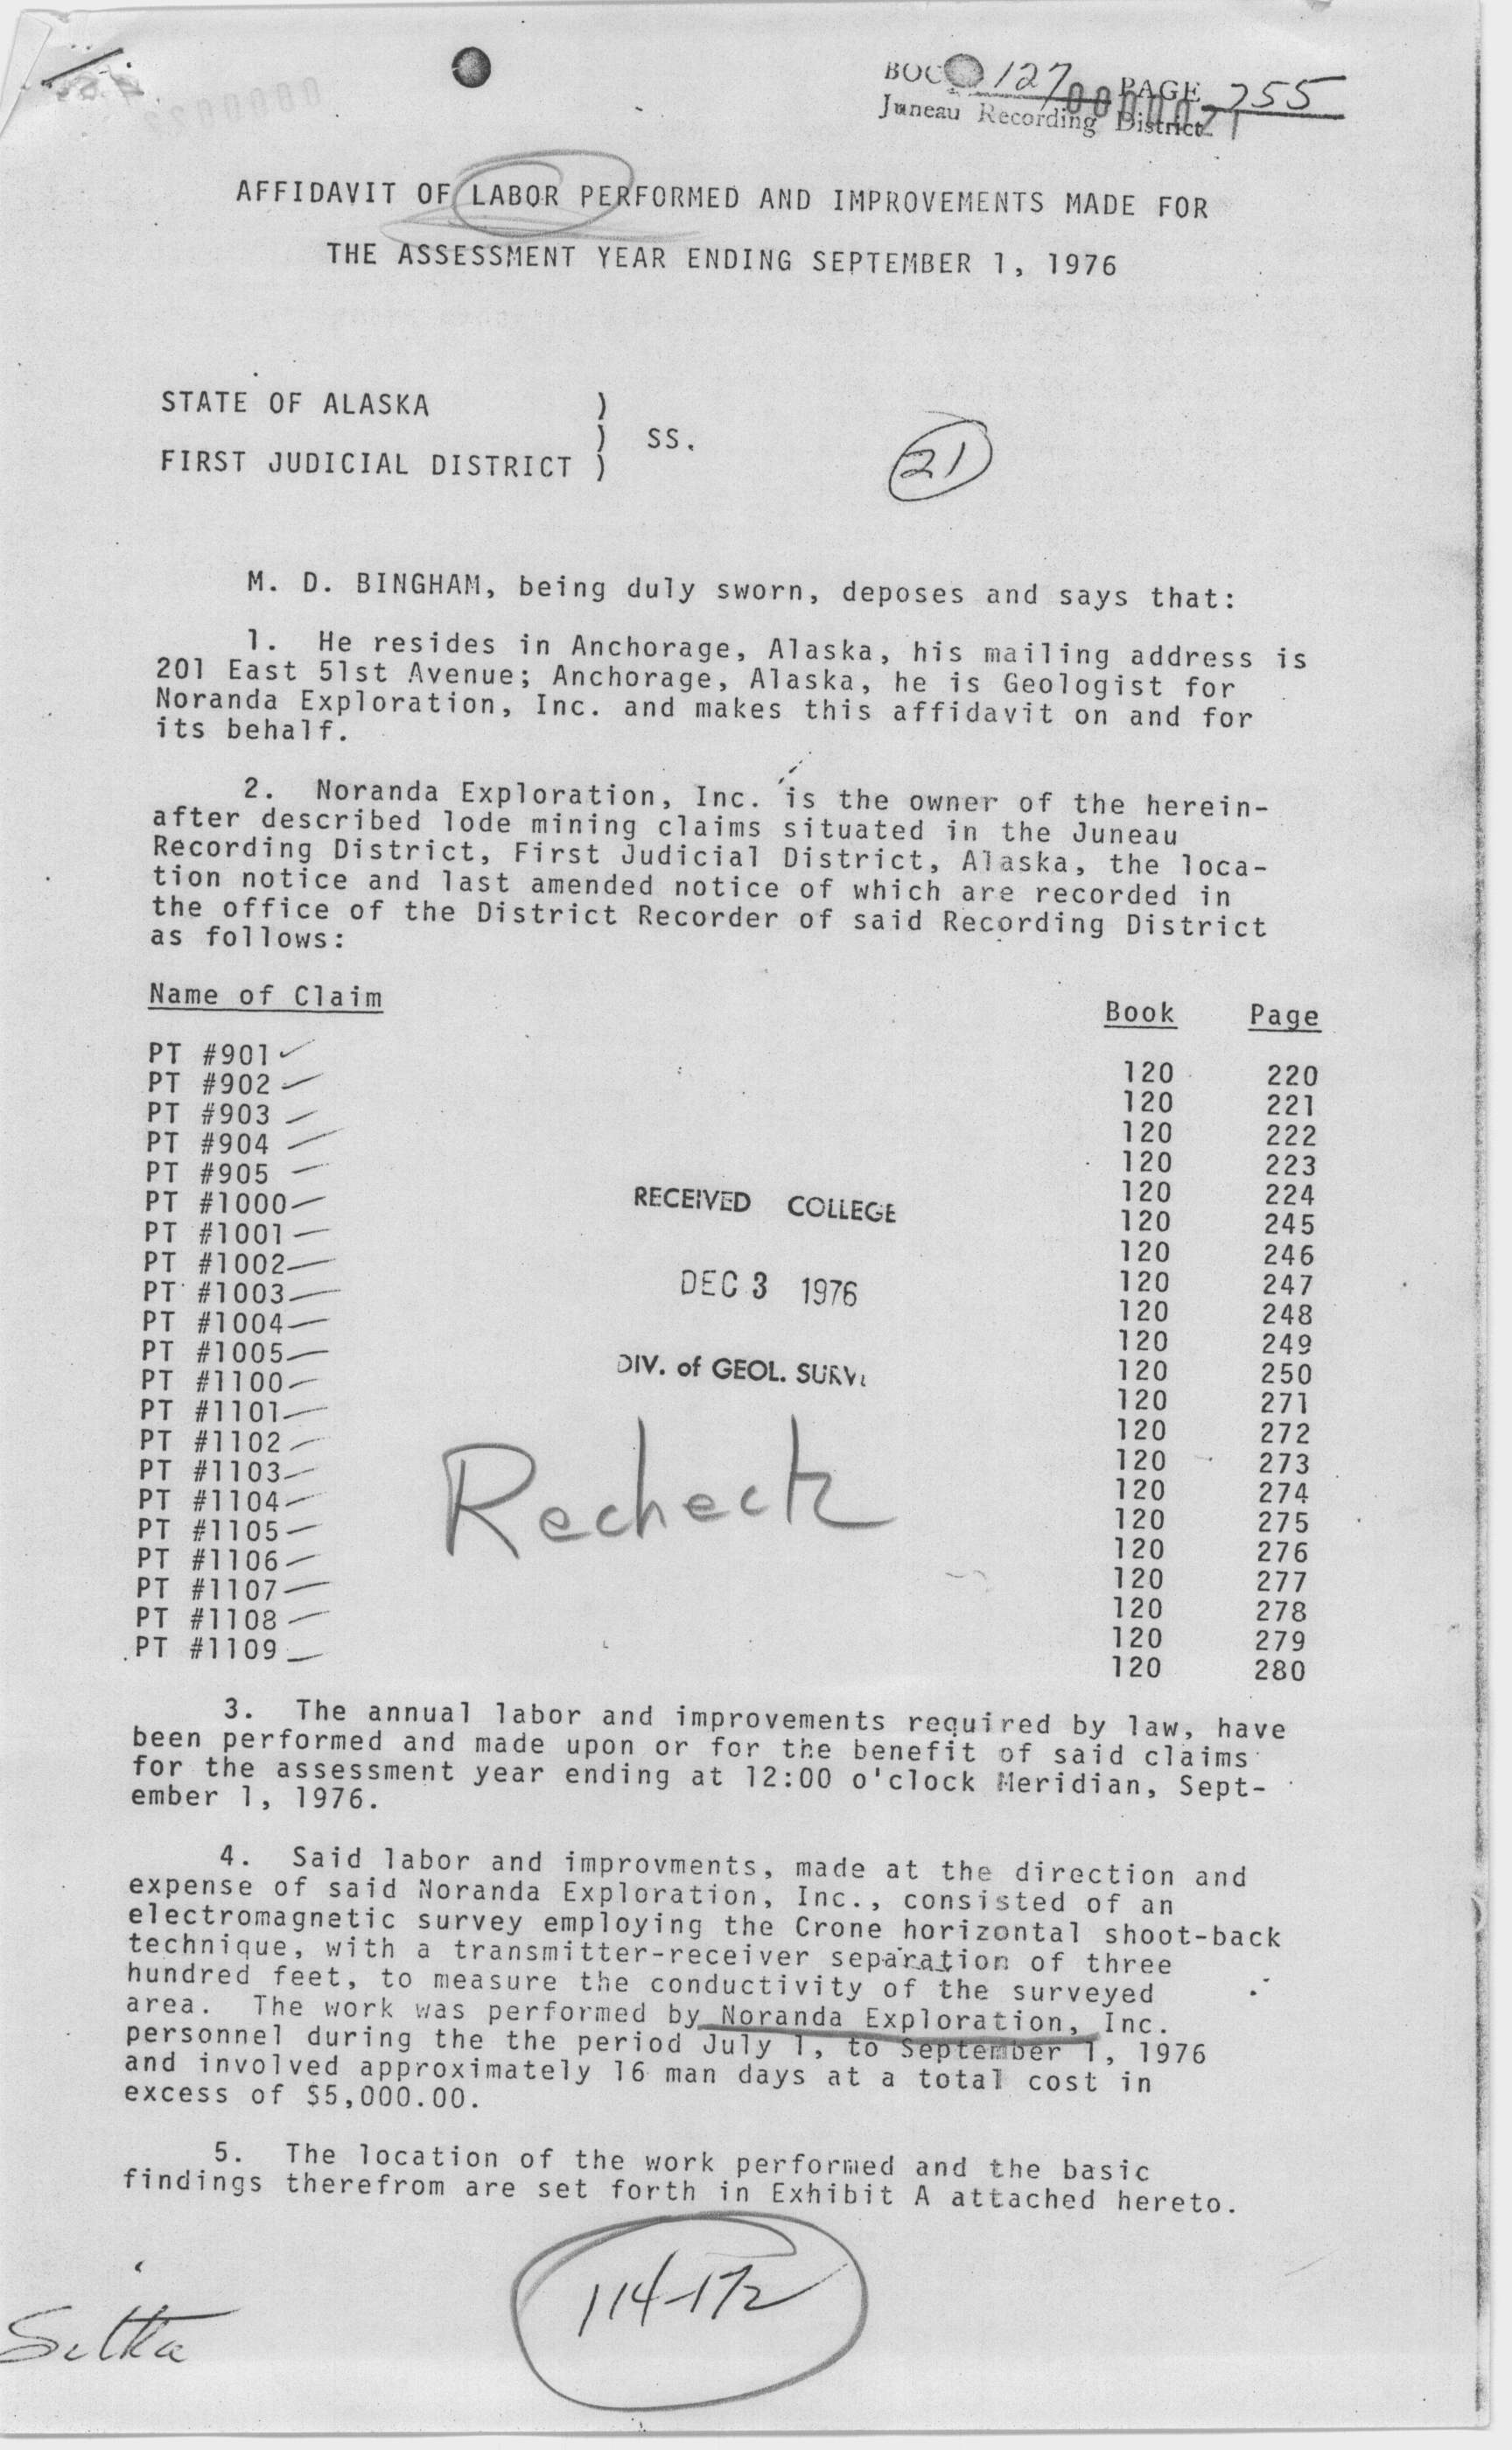 BOOK 127 PAGE 255
Juneau Recording District
AFFIDAVIT OF LABOR PERFORMED AND IMPROVEMENTS MADE FOR
THE ASSESSMENT YEAR ENDING SEPTEMBER 1, 1976
STATE OF ALASKA )
) SS.
FIRST JUDICIAL DISTRICT )
21
M. D. BINGHAM, being duly sworn, deposes and says that:
1. He resides in Anchorage, Alaska, his mailing address is
201 East 51st Avenue; Anchorage, Alaska, he is Geologist for
Noranda Exploration, Inc. and makes this affidavit on and for
its behalf.
2. Noranda Exploration, Inc. is the owner of the herein-
after described lode mining claims situated in the Juneau
Recording District, First Judicial District, Alaska, the loca-
tion notice and last amended notice of which are recorded in
the office of the District Recorder of said Recording District
as follows:
Name of Claim Book Page
PT #901 120 220
PT #902 120 221
PT #903 120 222
PT #904 120 223
PT #905 120 224
PT #1000 120 245
PT #1001 120 246
PT #1002 120 247
PT #1003 120 248
PT #1004 120 249
PT #1005 120 250
PT #1100 120 271
PT #1101 120 272
PT #1102 120 273
PT #1103 120 274
PT #1104 120 275
PT #1105 120 276
PT #1106 120 277
PT #1107 120 278
PT #1108 120 279
PT #1109 120 280
RECEIVED COLLEGE
DEC 3 1976
DIV. of GEOL. SURV.
Recheck
3. The annual labor and improvements required by law, have
been performed and made upon or for the benefit of said claims
for the assessment year ending at 12:00 o'clock Meridian, Sept-
ember 1, 1976.
4. Said labor and improvments, made at the direction and
expense of said Noranda Exploration, Inc., consisted of an
electromagnetic survey employing the Crone horizontal shoot-back
technique, with a transmitter-receiver separation of three
hundred feet, to measure the conductivity of the surveyed
area. The work was performed by Noranda Exploration, Inc.
personnel during the the period July 1, to September 1, 1976
and involved approximately 16 man days at a total cost in
excess of $5,000.00.
5. The location of the work performed and the basic
findings therefrom are set forth in Exhibit A attached hereto.
114-172
Sitka